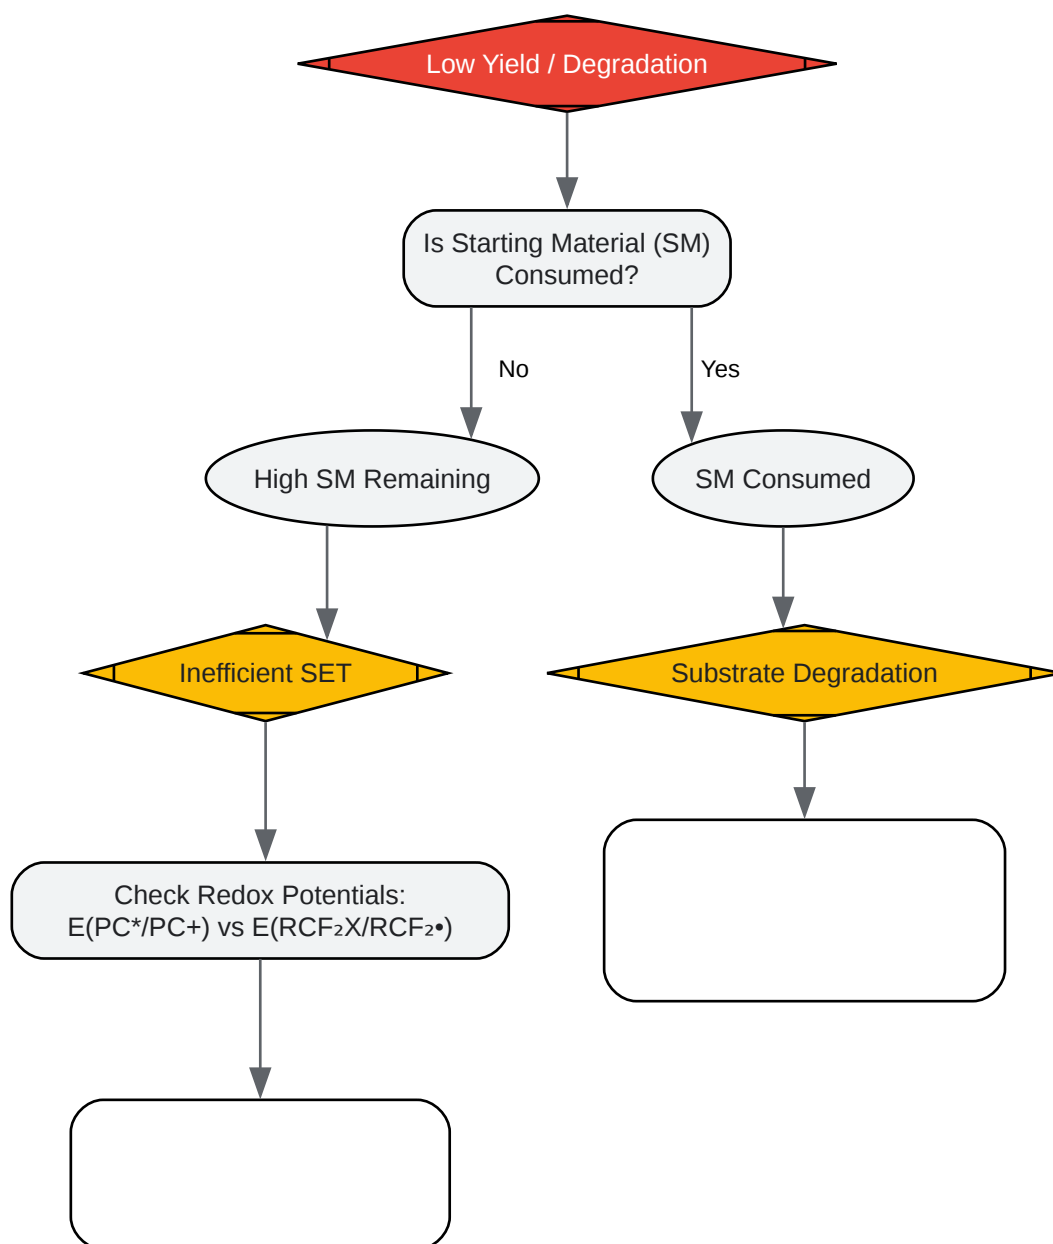 Low Yield / Degradation
Is Starting Material (SM)
Consumed?
No
Yes
High SM Remaining
SM Consumed
Inefficient SET
Substrate Degradation
Check Redox Potentials:
E(PC*/PC+) vs E(RCF₂X/RCF₂•)